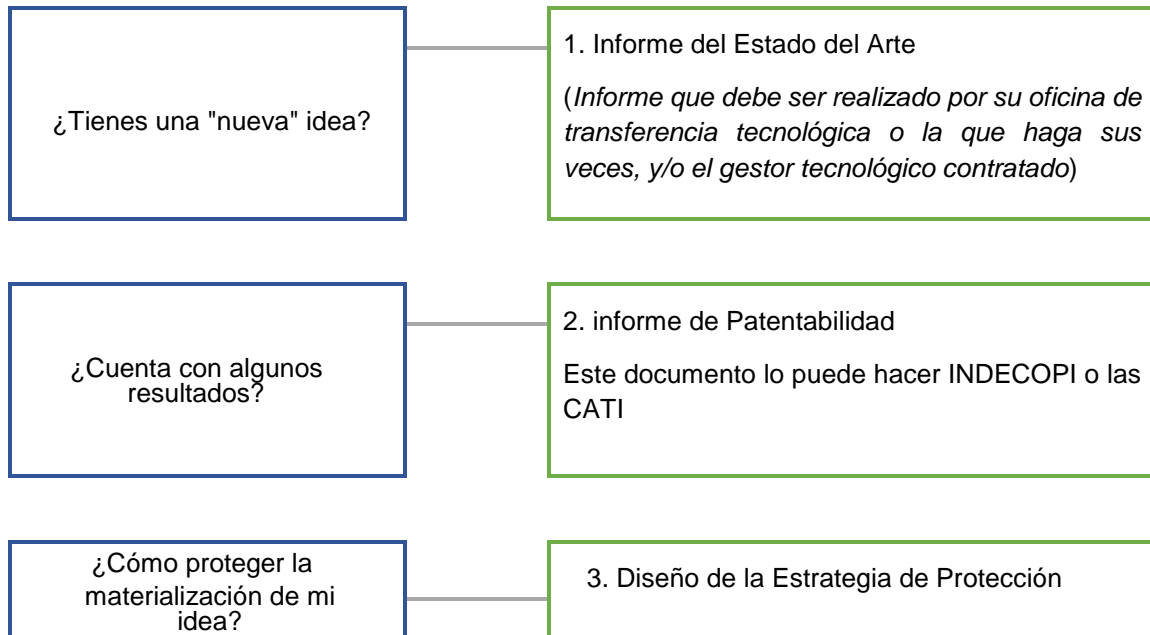 ¿Tienes una "nueva" idea?
1. Informe del Estado del Arte
(Informe que debe ser realizado por su oficina de
transferencia tecnológica o la que haga sus
veces, y/o el gestor tecnológico contratado)
¿Cuenta con algunos
resultados?
2. informe de Patentabilidad
Este documento lo puede hacer INDECOPI o las
CATI
¿Cómo proteger la
materialización de mi
idea?
3. Diseño de la Estrategia de Protección